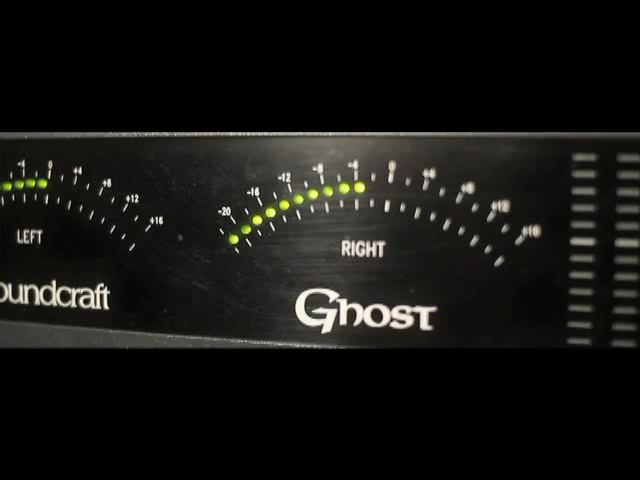 -4 0 +4 +8 +12 +16
-20 -16 -12 -8 -4 0 +4 +8 +12 +16
LEFT
RIGHT
oundcraft
Ghost